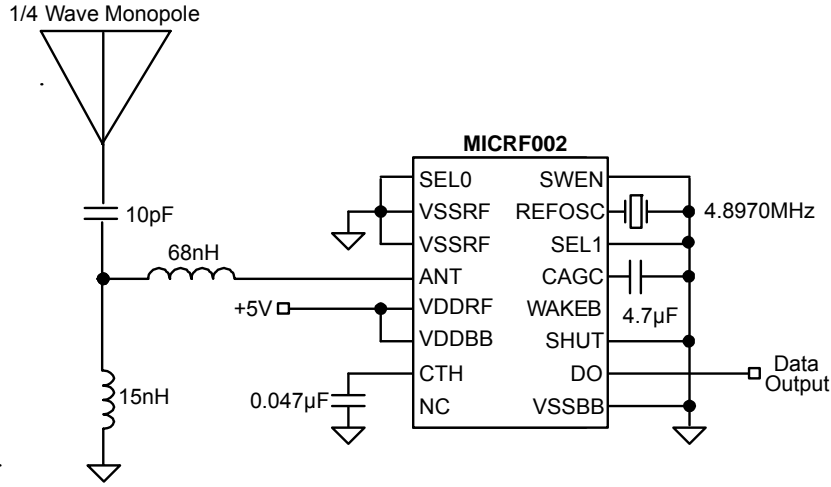 1/4 Wave Monopole
10pF
68nH
15nH
+5V
0.047µF
MICRF002
SEL0
VSSRF
VSSRF
ANT
VDDRF
VDDBB
CTH
NC
SWEN
REFOSC
SEL1
CAGC
WAKEB
SHUT
DO
VSSBB
4.8970MHz
4.7µF
Data
Output